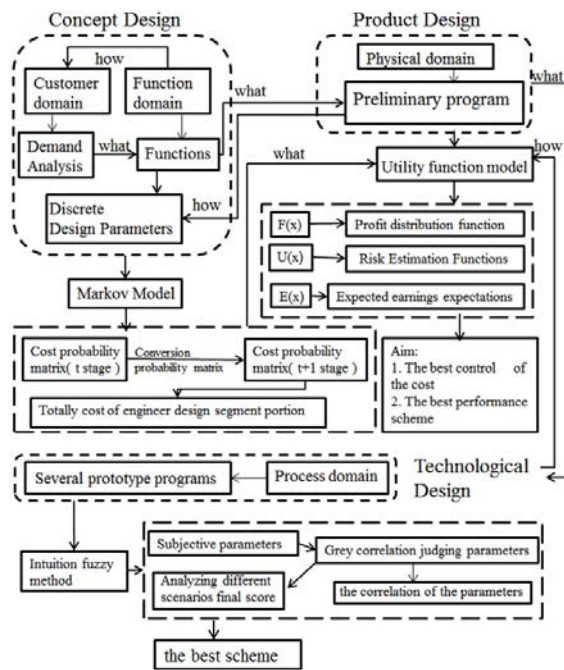 Concept Design
Product Design
how
Customer
domain
Function
domain
what
Physical domain
what
Preliminary program
Demand
Analysis
what
Functions
what
how
Utility function model
how
Discrete
Design Parameters
F(x)
Profit distribution function
U(x)
Risk Estimation Functions
Markov Model
E(x)
Expected earnings expectations
Cost probability
matrix( t stage )
Conversion
probability matrix
Cost probability
matrix( t+1 stage )
Aim:
1. The best control of
the cost
2. The best performance
scheme
Totally cost of engineer design segment portion
Several prototype programs
Process domain
Technological
Design
Intuition fuzzy
method
Subjective parameters
Grey correlation judging parameters
Analyzing different
scenarios final score
the correlation of the parameters
the best scheme